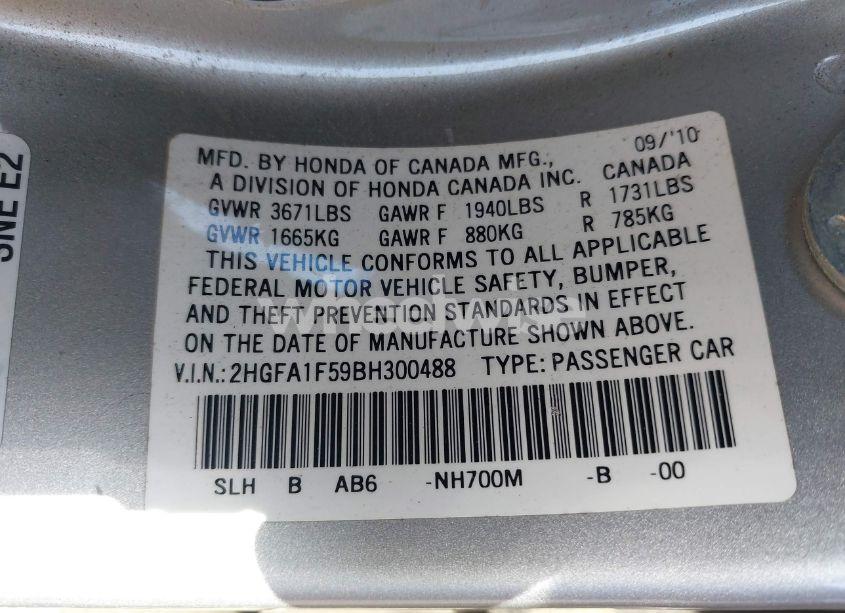 SNE E2
09/'10
MFD. BY HONDA OF CANADA MFG.,
A DIVISION OF HONDA CANADA INC. CANADA
GVWR 3671LBS GAWR F 1940LBS R 1731LBS
GVWR 1665KG GAWR F 880KG R 785KG
THIS VEHICLE CONFORMS TO ALL APPLICABLE
FEDERAL MOTOR VEHICLE SAFETY, BUMPER,
AND THEFT PREVENTION STANDARDS IN EFFECT
ON THE DATE OF MANUFACTURE SHOWN ABOVE.
V.I.N.:2HGFA1F59BH300488 TYPE: PASSENGER CAR
SLH B AB6 -NH700M -B -00